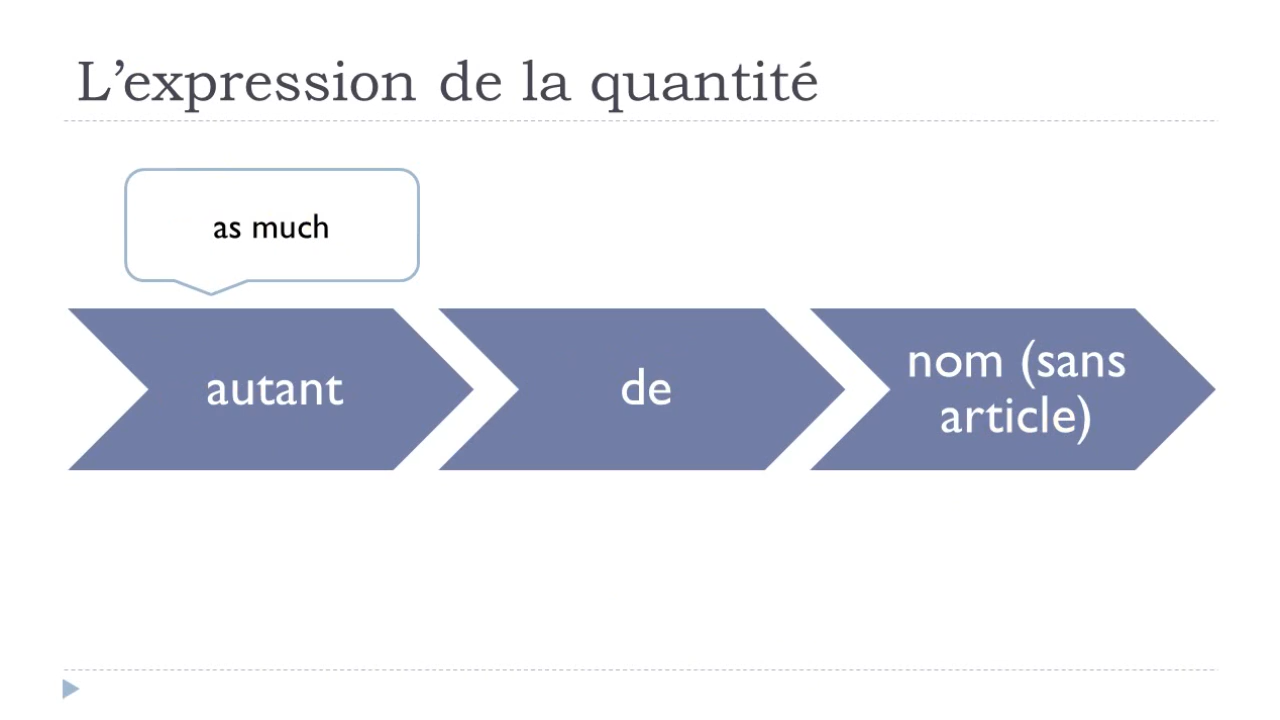 L’expression de la quantité
as much
autant
de
nom (sans
article)